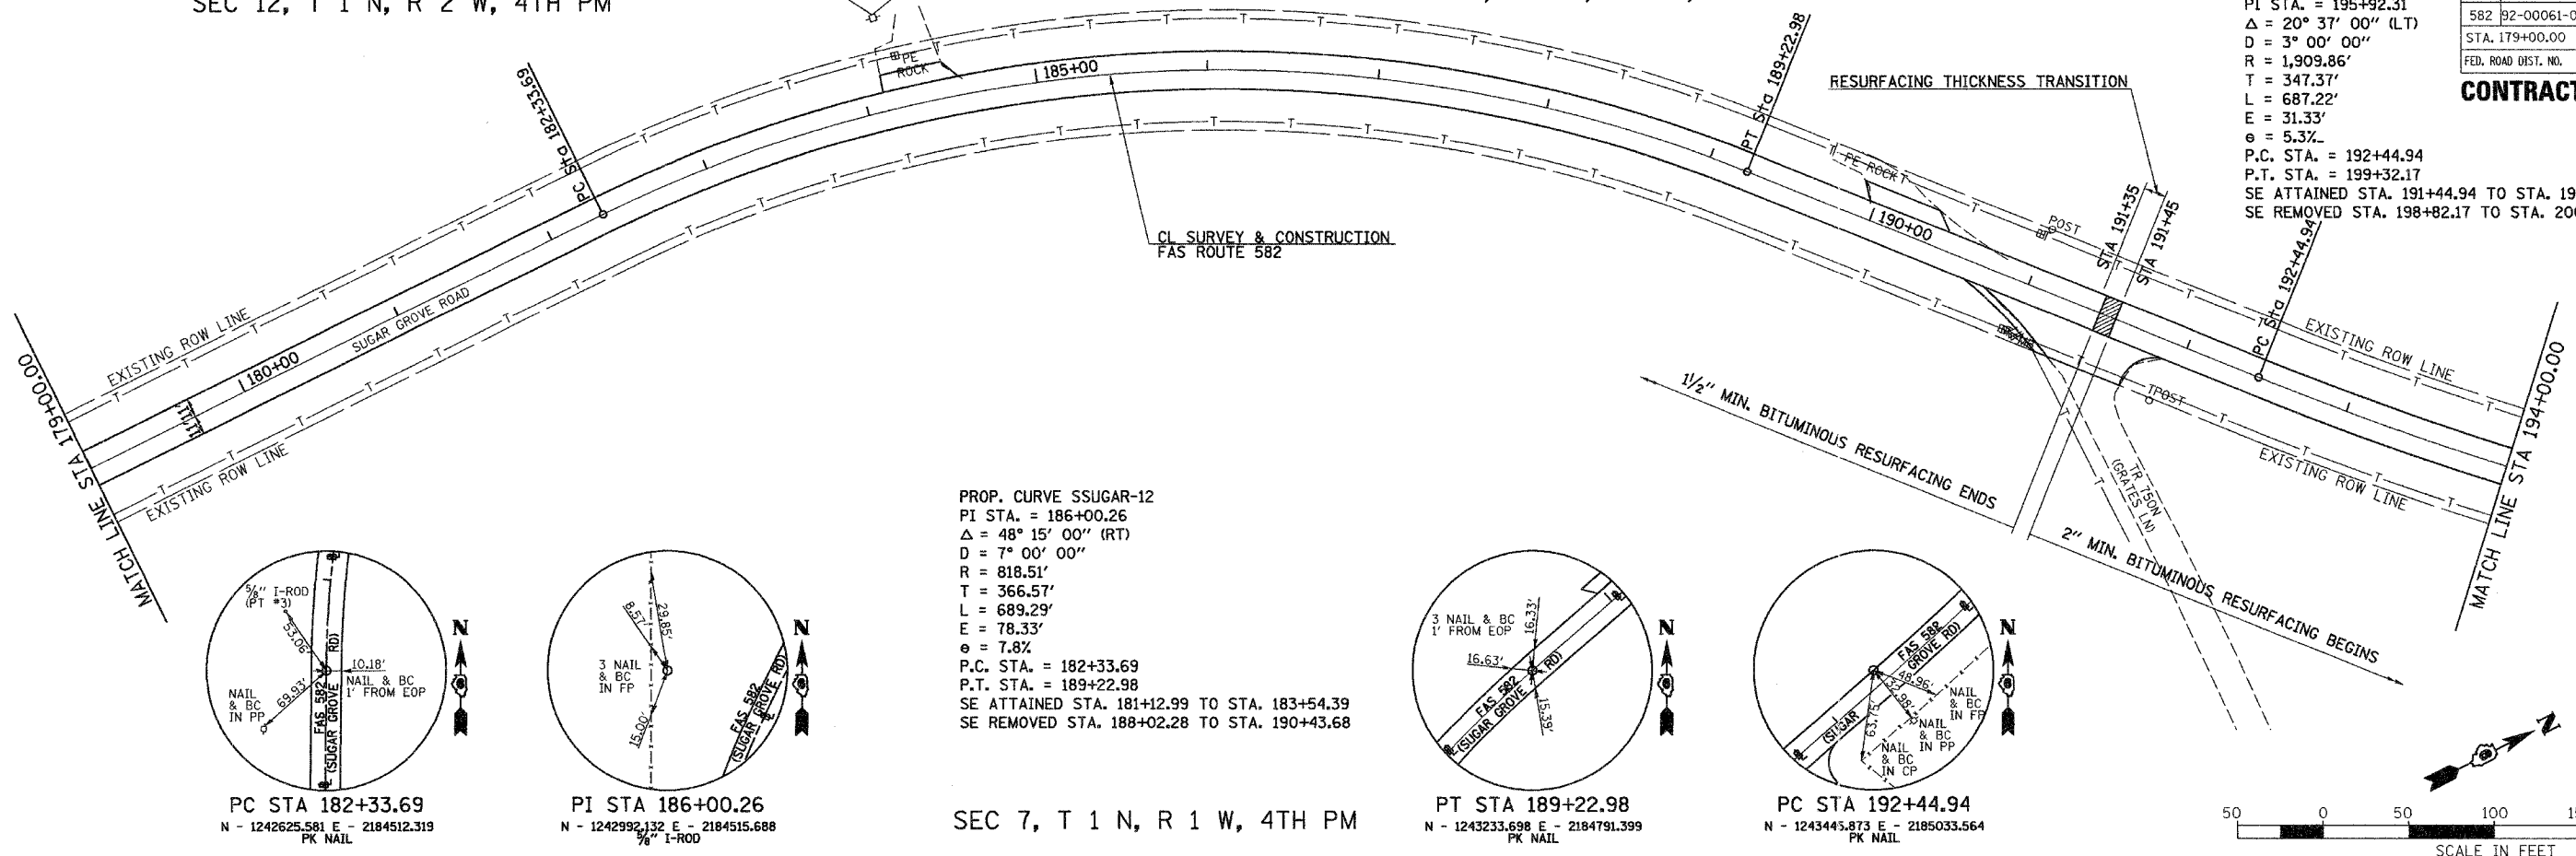 SEC 12, T 1 N, R 2 W, 4TH PM
PI STA. = 195+92.31
Δ = 20° 37' 00" (LT)
D = 3° 00' 00"
R = 1,909.86'
T = 347.37'
L = 687.22'
E = 31.33'
e = 5.3%
P.C. STA. = 192+44.94
P.T. STA. = 199+32.17
SE ATTAINED STA. 191+44.94 TO STA. 19
SE REMOVED STA. 198+82.17 TO STA. 20
582 92-00061-0
STA. 179+00.00
FED. ROAD DIST. NO.
CONTRACT
PE
ROCK
185+00
PC Sta 182+33.69
PT Sta 189+22.98
RESURFACING THICKNESS TRANSITION
PE ROCK
190+00
POST
STA 191+35
STA 191+45
PC Sta 192+44.94
CL SURVEY & CONSTRUCTION
FAS ROUTE 582
EXISTING ROW LINE
SUGAR GROVE ROAD
180+00
11' 11'
EXISTING ROW LINE
MATCH LINE STA 179+00.00
EXISTING ROW LINE
TPOST
EXISTING ROW LINE
MATCH LINE STA 194+00.00
1½" MIN. BITUMINOUS RESURFACING ENDS
2" MIN. BITUMINOUS RESURFACING BEGINS
TR 750N
(GRATES LN)
PROP. CURVE SSUGAR-12
PI STA. = 186+00.26
Δ = 48° 15' 00" (RT)
D = 7° 00' 00"
R = 818.51'
T = 366.57'
L = 689.29'
E = 78.33'
e = 7.8%
P.C. STA. = 182+33.69
P.T. STA. = 189+22.98
SE ATTAINED STA. 181+12.99 TO STA. 183+54.39
SE REMOVED STA. 188+02.28 TO STA. 190+43.68
⅝" I-ROD
(PT #3)
53.06'
10.18'
NAIL & BC
1' FROM EOP
69.93'
NAIL
& BC
IN PP
FAS 582
(SUGAR GROVE RD)
N
PC STA 182+33.69
N - 1242625.581 E - 2184512.319
PK NAIL
8.57'
29.85'
3 NAIL
& BC
IN FP
15.00'
FAS 582
(SUGAR GROVE RD)
N
PI STA 186+00.26
N - 1242992.132 E - 2184515.688
⅝" I-ROD
SEC 7, T 1 N, R 1 W, 4TH PM
3 NAIL & BC
1' FROM EOP
16.33'
16.63'
15.39'
FAS 582
(SUGAR GROVE RD)
N
PT STA 189+22.98
N - 1243233.698 E - 2184791.399
PK NAIL
FAS 582
(SUGAR GROVE RD)
48.96'
NAIL
& BC
IN FP
32.98'
NAIL
& BC
IN PP
63.75'
NAIL
& BC
IN CP
N
PC STA 192+44.94
N - 1243445.873 E - 2185033.564
PK NAIL
N
50 0 50 100
SCALE IN FEET